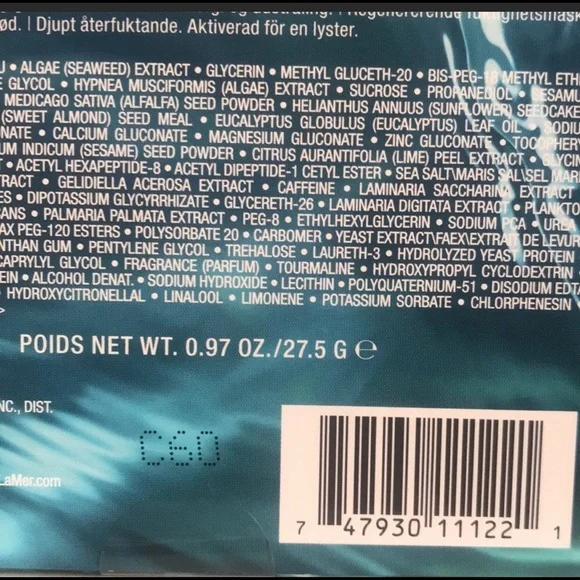 Djupt återfuktande. Aktiverad för en lyster.
• ALGAE (SEAWEED) EXTRACT • GLYCERIN • METHYL GLUCETH-20 • BIS-PEG-18 METHYL
GLYCOL • HYPNEA MUSCIFORMIS (ALGAE) EXTRACT • SUCROSE • PROPANEDIOL •
MEDICAGO SATIVA (ALFALFA) SEED POWDER • HELIANTHUS ANNUUS (SUNFLOWER) SEEDCAKE
(SWEET ALMOND) SEED MEAL • EUCALYPTUS GLOBULUS (EUCALYPTUS) LEAF OIL •
• CALCIUM GLUCONATE • MAGNESIUM GLUCONATE • ZINC GLUCONATE •
INDICUM (SESAME) SEED POWDER • CITRUS AURANTIFOLIA (LIME) PEEL EXTRACT •
• ACETYL HEXAPEPTIDE-8 • ACETYL DIPEPTIDE-1 CETYL ESTER • SEA SALT\MARIS SAL\SEL
• GELIDIELLA ACEROSA EXTRACT • CAFFEINE • LAMINARIA SACCHARINA EXTRACT
• DIPOTASSIUM GLYCYRRHIZATE • GLYCERETH-26 • LAMINARIA DIGITATA EXTRACT •
• PALMARIA PALMATA EXTRACT • PEG-8 • ETHYLHEXYLGLYCERIN • SODIUM PCA • UREA
PEG-120 ESTERS • POLYSORBATE 20 • CARBOMER • YEAST EXTRACT\FAEX\EXTRAIT DE
GUM • PENTYLENE GLYCOL • TREHALOSE • LAURETH-3 • HYDROLYZED YEAST PROTEIN
CAPRYLYL GLYCOL • FRAGRANCE (PARFUM) • TOURMALINE • HYDROXYPROPYL CYCLODEXTRIN
• ALCOHOL DENAT. • SODIUM HYDROXIDE • LECITHIN • POLYQUATERNIUM-51 • DISODIUM EDTA
• HYDROXYCITRONELLAL • LINALOOL • LIMONENE • POTASSIUM SORBATE • CHLORPHENESIN
POIDS NET WT. 0.97 OZ./27.5 G ℮
INC., DIST.
C60
LaMer.com
7 47930 11122 1